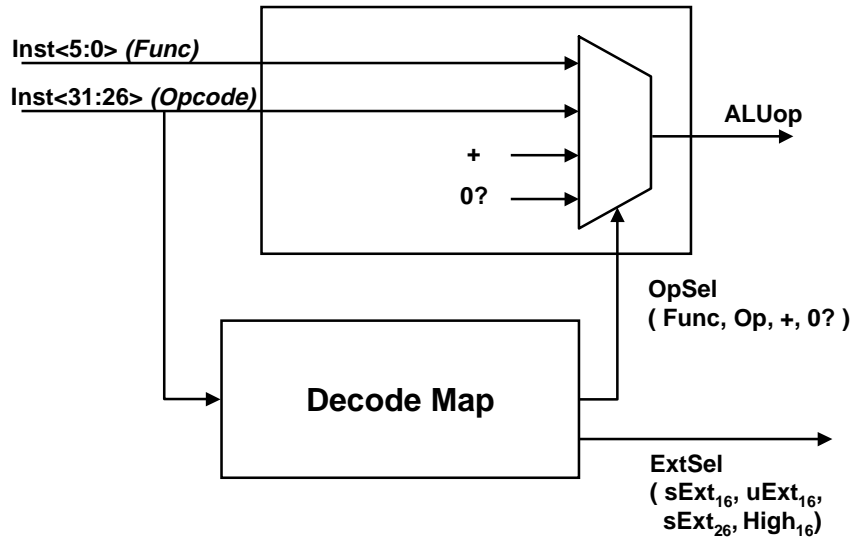 Inst<5:0> (Func)
Inst<31:26> (Opcode)
ALUop
+
0?
OpSel
( Func, Op, +, 0? )
Decode Map
ExtSel
( sExt16, uExt16,
sExt26, High16)